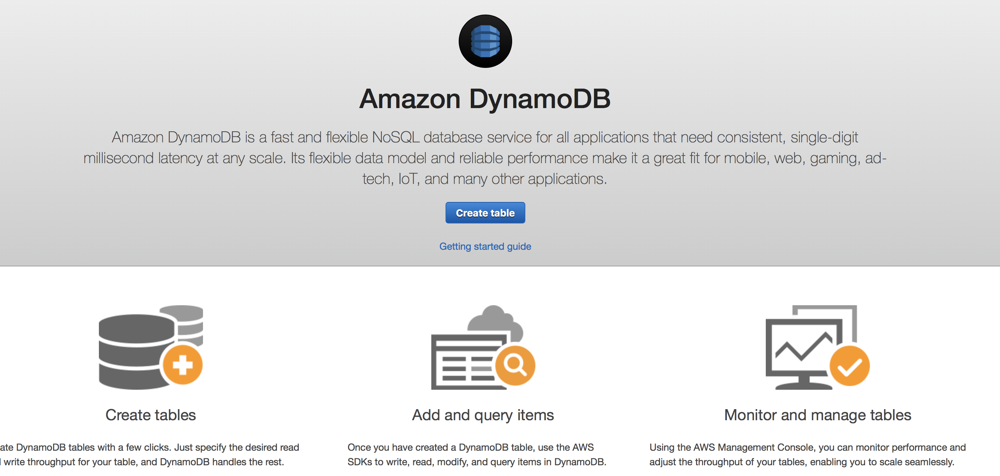 Amazon DynamoDB
Amazon DynamoDB is a fast and flexible NoSQL database service for all applications that need consistent, single-digit
millisecond latency at any scale. Its flexible data model and reliable performance make it a great fit for mobile, web, gaming, ad-
tech, IoT, and many other applications.
Create table
Getting started guide
Create tables
ate DynamoDB tables with a few clicks. Just specify the desired read
write throughput for your table, and DynamoDB handles the rest.
Add and query items
Once you have created a DynamoDB table, use the AWS
SDKs to write, read, modify, and query items in DynamoDB.
Monitor and manage tables
Using the AWS Management Console, you can monitor performance and
adjust the throughput of your tables, enabling you to scale seamlessly.